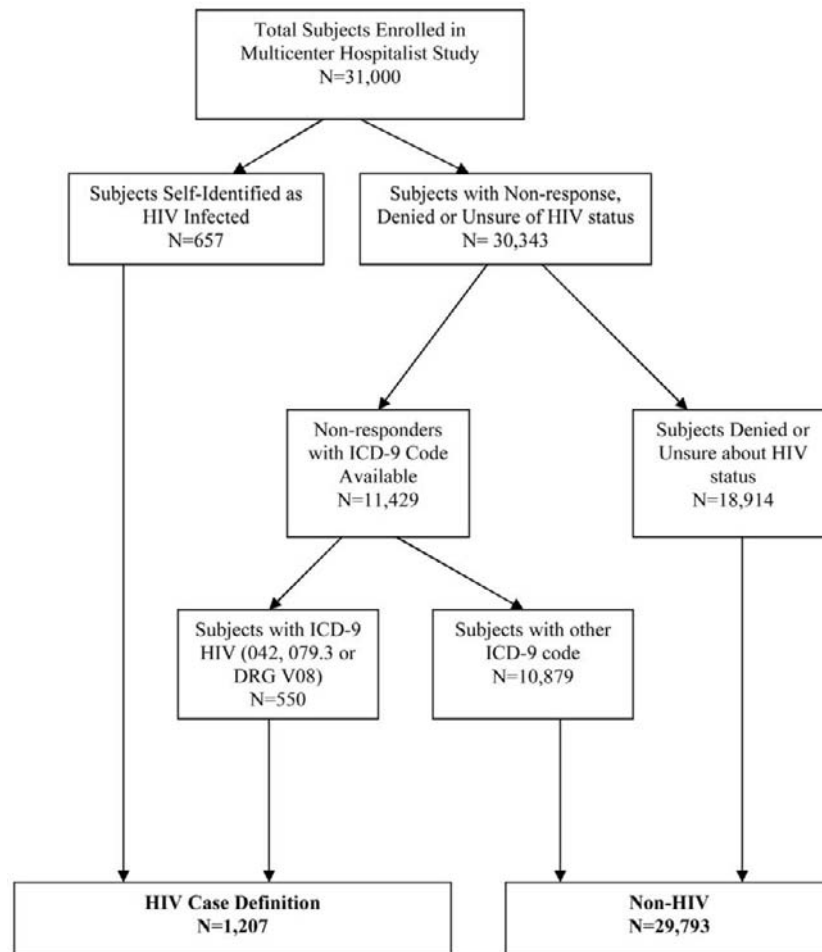 Total Subjects Enrolled in
Multicenter Hospitalist Study
N=31,000
Subjects Self-Identified as
HIV Infected
N=657
Subjects with Non-response,
Denied or Unsure of HIV status
N= 30,343
Non-responders
with ICD-9 Code
Available
N=11,429
Subjects Denied or
Unsure about HIV
status
N=18,914
Subjects with ICD-9
HIV (042, 079.3 or
DRG V08)
N=550
Subjects with other
ICD-9 code
N=10,879
HIV Case Definition
N=1,207
Non-HIV
N=29,793